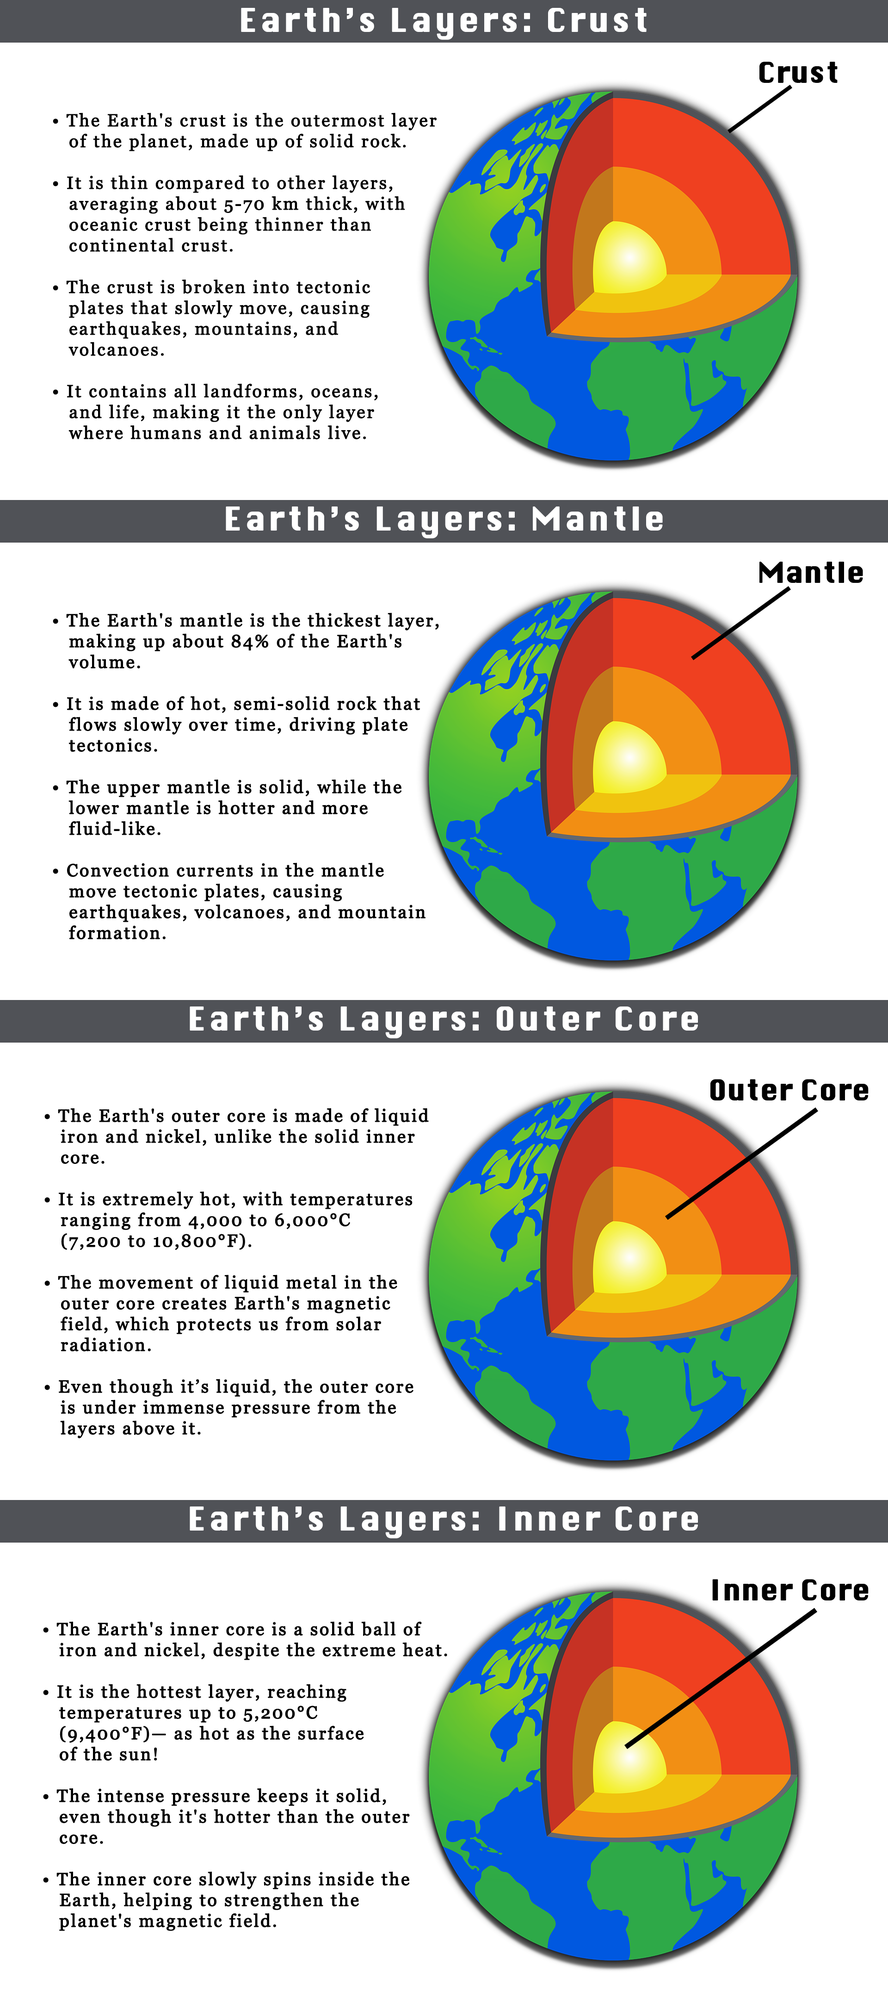 Earth's Layers: Crust
Crust
• The Earth's crust is the outermost layer
of the planet, made up of solid rock.
• It is thin compared to other layers,
averaging about 5-70 km thick, with
oceanic crust being thinner than
continental crust.
• The crust is broken into tectonic
plates that slowly move, causing
earthquakes, mountains, and
volcanoes.
• It contains all landforms, oceans,
and life, making it the only layer
where humans and animals live.
Earth's Layers: Mantle
Mantle
• The Earth's mantle is the thickest layer,
making up about 84% of the Earth's
volume.
• It is made of hot, semi-solid rock that
flows slowly over time, driving plate
tectonics.
• The upper mantle is solid, while the
lower mantle is hotter and more
fluid-like.
• Convection currents in the mantle
move tectonic plates, causing
earthquakes, volcanoes, and mountain
formation.
Earth's Layers: Outer Core
Outer Core
• The Earth's outer core is made of liquid
iron and nickel, unlike the solid inner
core.
• It is extremely hot, with temperatures
ranging from 4,000 to 6,000°C
(7,200 to 10,800°F).
• The movement of liquid metal in the
outer core creates Earth's magnetic
field, which protects us from solar
radiation.
• Even though it’s liquid, the outer core
is under immense pressure from the
layers above it.
Earth's Layers: Inner Core
Inner Core
• The Earth's inner core is a solid ball of
iron and nickel, despite the extreme heat.
• It is the hottest layer, reaching
temperatures up to 5,200°C
(9,400°F)— as hot as the surface
of the sun!
• The intense pressure keeps it solid,
even though it's hotter than the outer
core.
• The inner core slowly spins inside the
Earth, helping to strengthen the
planet's magnetic field.